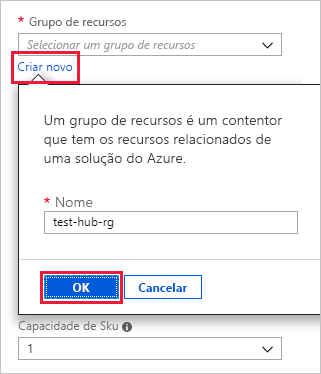 * Grupo de recursos
Selecionar um grupo de recursos
Criar novo
Um grupo de recursos é um contentor
que tem os recursos relacionados de
uma solução do Azure.
* Nome
test-hub-rg
OK Cancelar
Capacidade de Sku
1